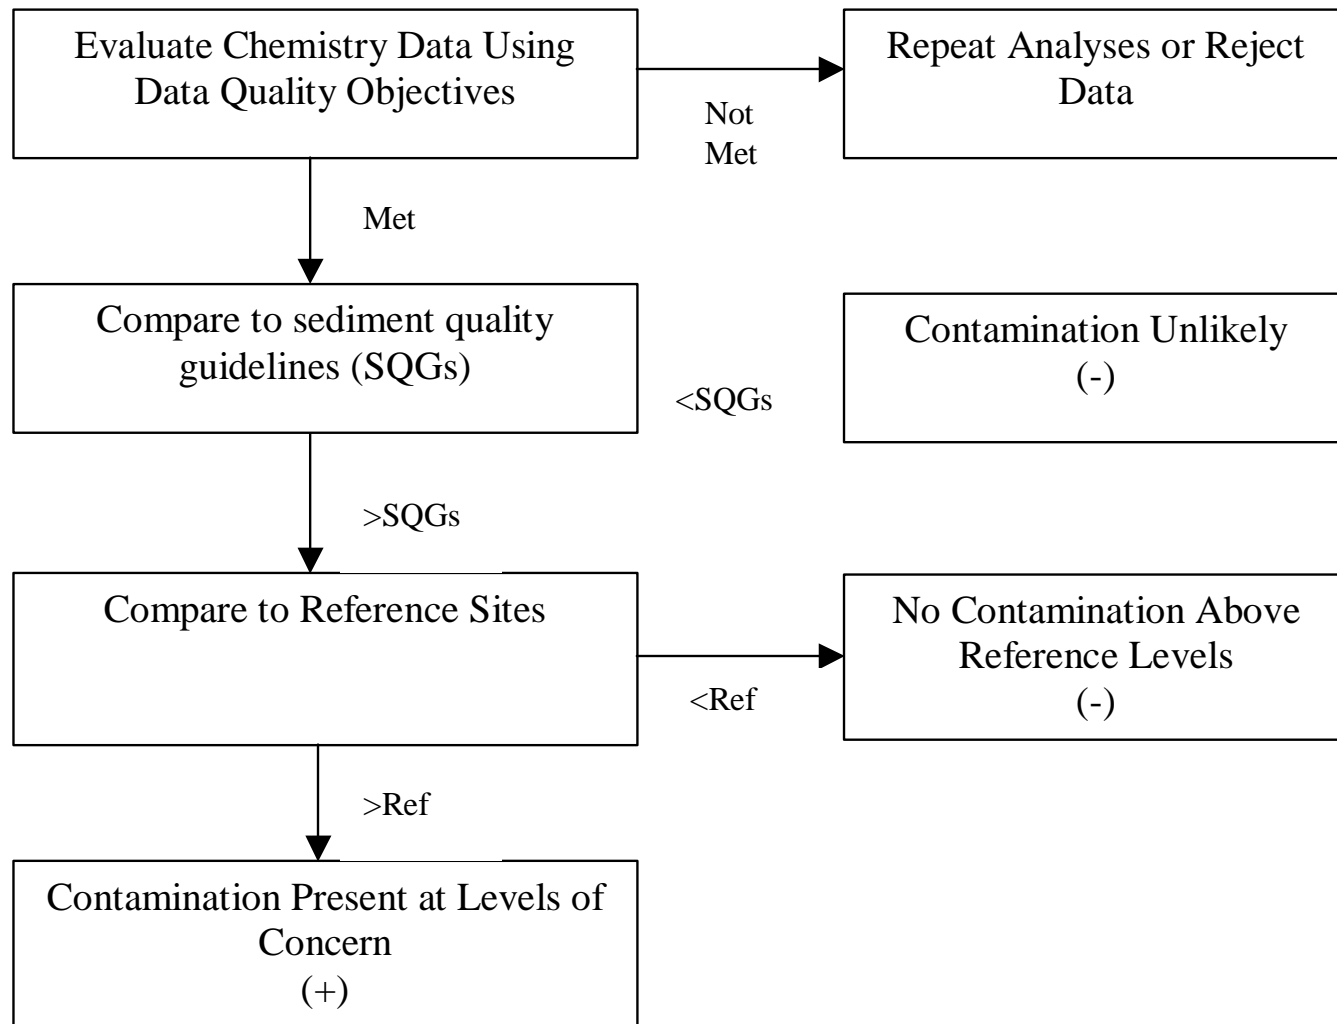 Evaluate Chemistry Data Using
Data Quality Objectives
Repeat Analyses or Reject
Data
Not
Met
Met
Compare to sediment quality
guidelines (SQGs)
Contamination Unlikely
(-)
<SQGs
>SQGs
Compare to Reference Sites
No Contamination Above
Reference Levels
(-)
<Ref
>Ref
Contamination Present at Levels of
Concern
(+)